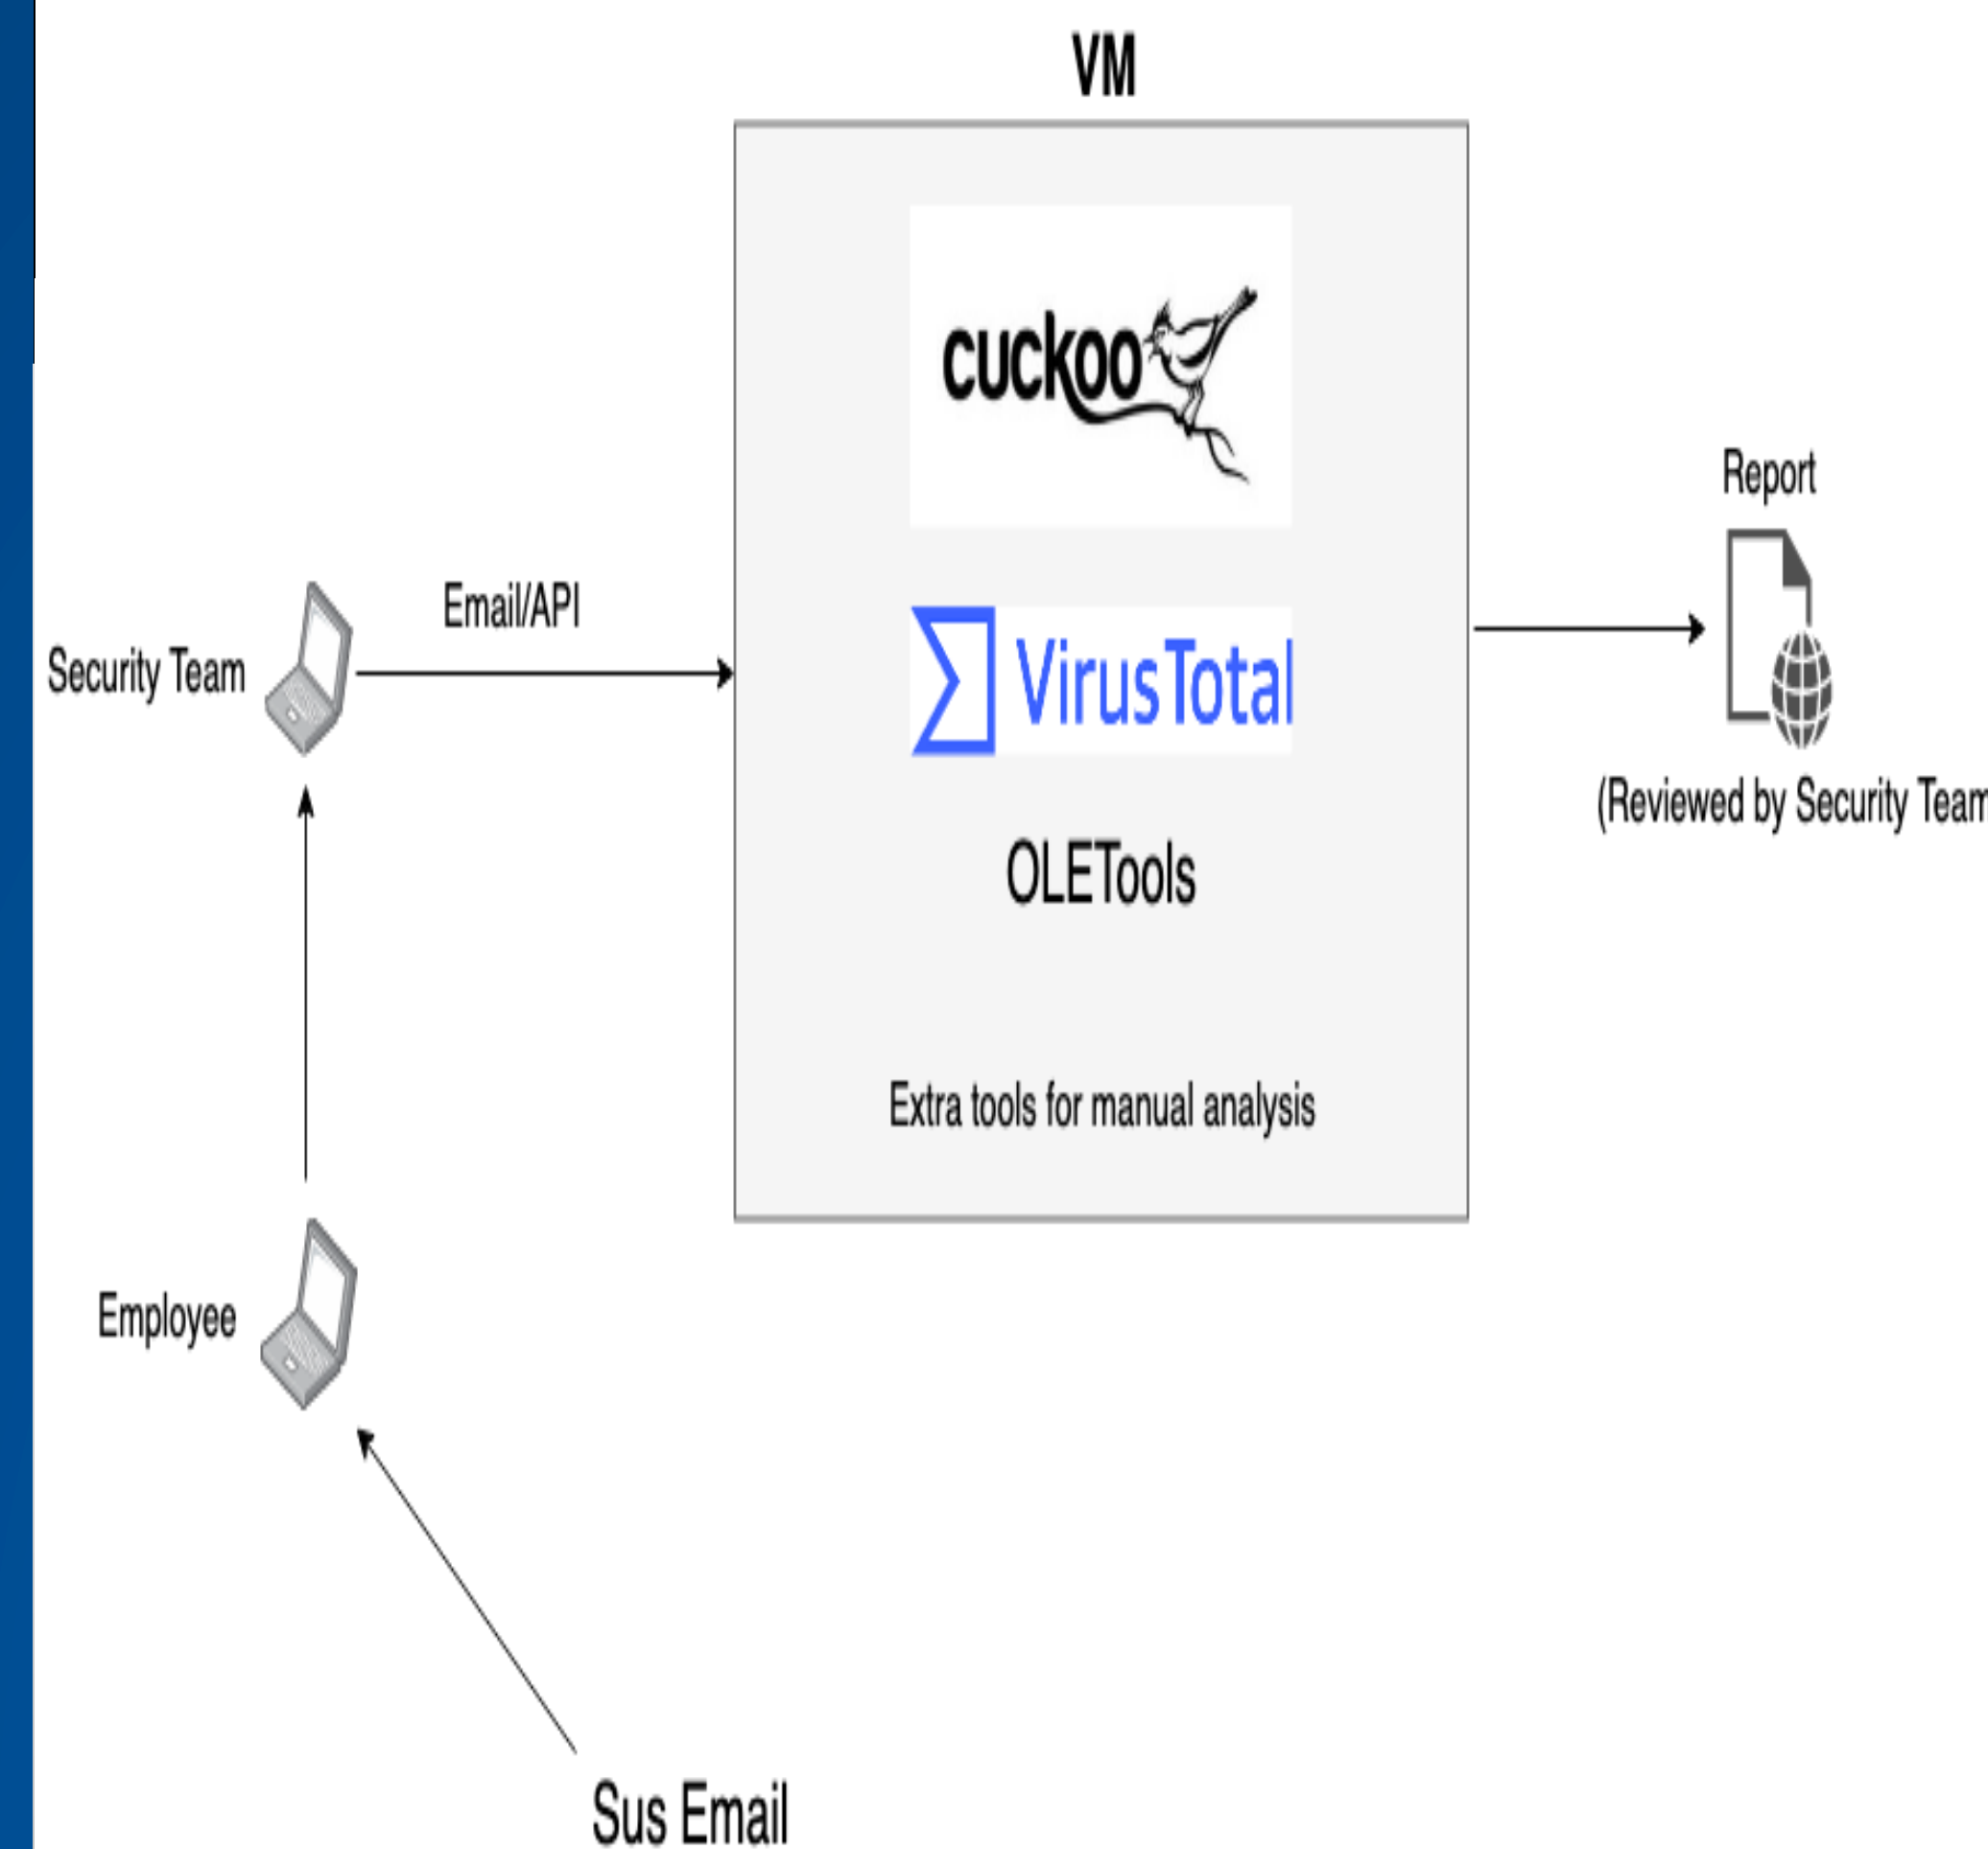 VM
cuckoo
Report
Email/API
Security Team
VirusTotal
(Reviewed by Security Team
OLETools
Extra tools for manual analysis
Employee
Sus Email